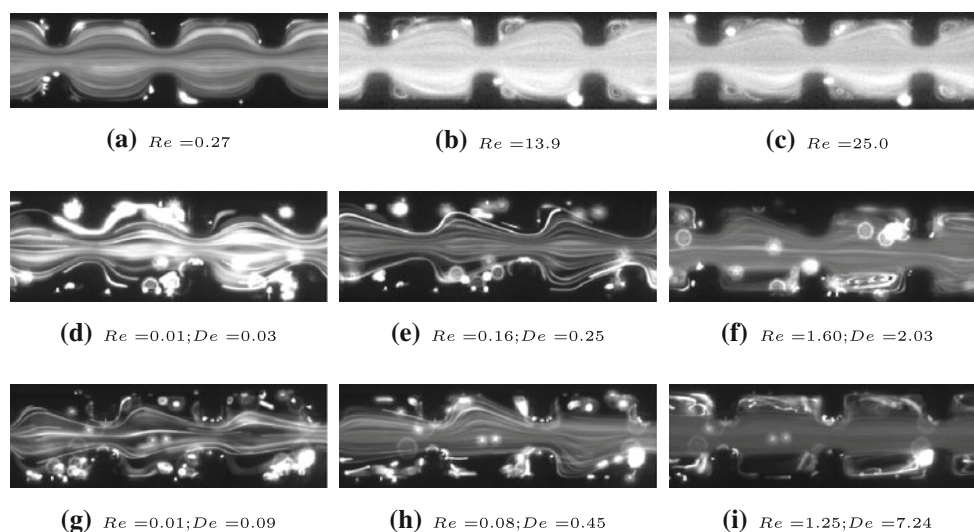 (a) Re =0.27
(b) Re =13.9
(c) Re =25.0
(d) Re =0.01;De =0.03
(e) Re =0.16;De =0.25
(f) Re =1.60;De =2.03
(g) Re =0.01;De =0.09
(h) Re =0.08;De =0.45
(i) Re =1.25;De =7.24